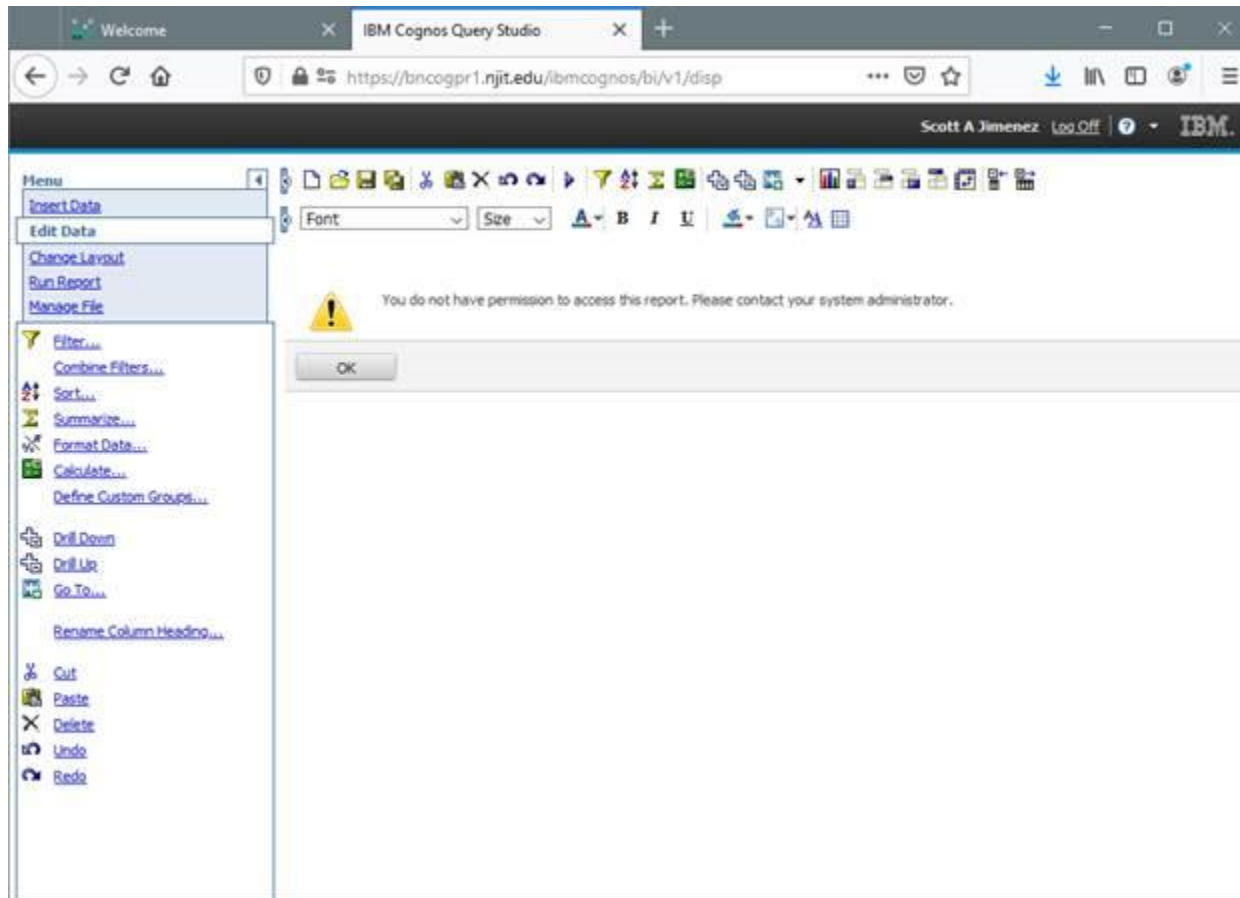 Welcome
IBM Cognos Query Studio
https://bncogpr1.njit.edu/ibmcognos/bi/v1/disp
Scott A Jimenez Log Off IBM.
Menu
Insert Data
Edit Data
Change Layout
Run Report
Manage File
Font Size A B I U
You do not have permission to access this report. Please contact your system administrator.
OK
Filter...
Combine Filters...
Sort...
Summarize...
Format Data...
Calculate...
Define Custom Groups...
Drill Down
Drill Up
Go To...
Rename Column Heading...
Cut
Paste
Delete
Undo
Redo